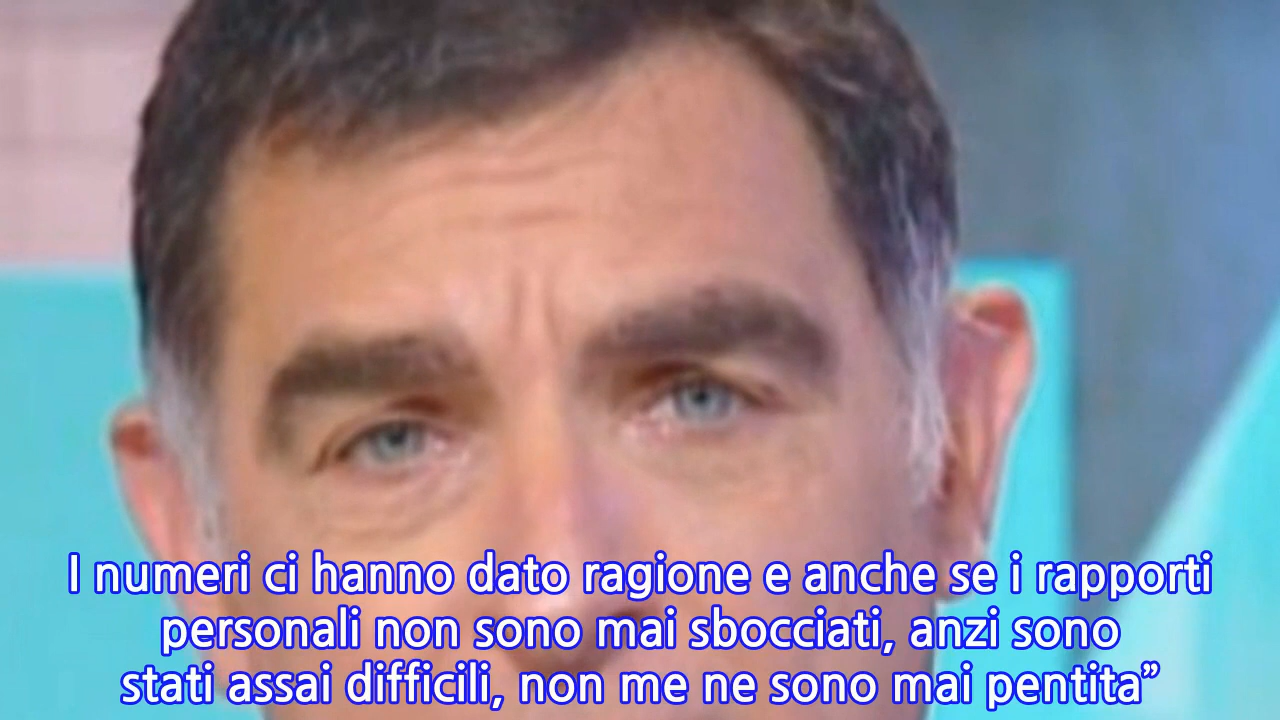 I numeri ci hanno dato ragione e anche se i rapporti
personali non sono mai sbocciati, anzi sono
stati assai difficili, non me ne sono mai pentita”